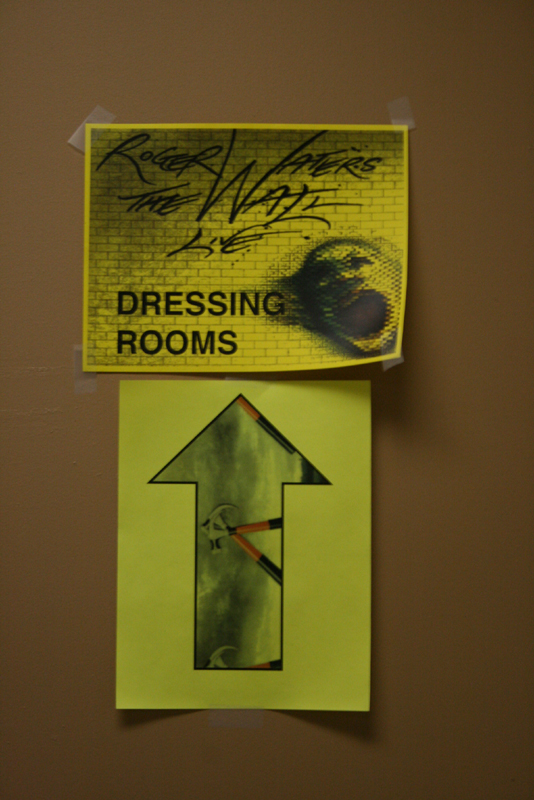 ROGER WATERS
THE WALL
LIVE
DRESSING
ROOMS